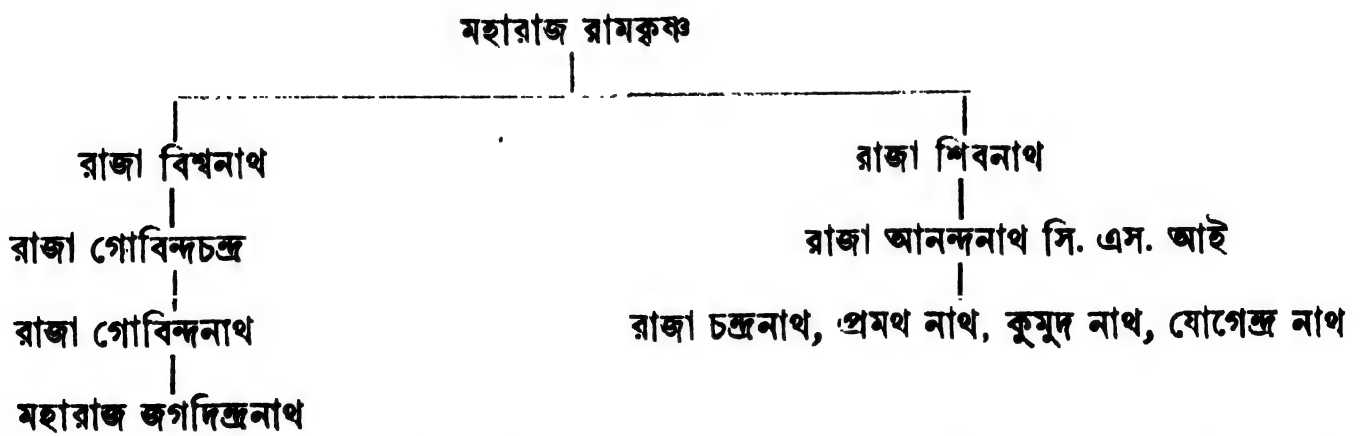 মহারাজ রামকৃষ্ণ
রাজা বিশ্বনাথ
রাজা শিবনাথ
রাজা গোবিন্দচন্দ্র
রাজা আনন্দনাথ সি. এস. আই
রাজা গোবিন্দনাথ
রাজা চন্দ্রনাথ, প্রমথ নাথ, কুমুদ নাথ, যোগেন্দ্র নাথ
মহারাজ জগদিন্দ্রনাথ